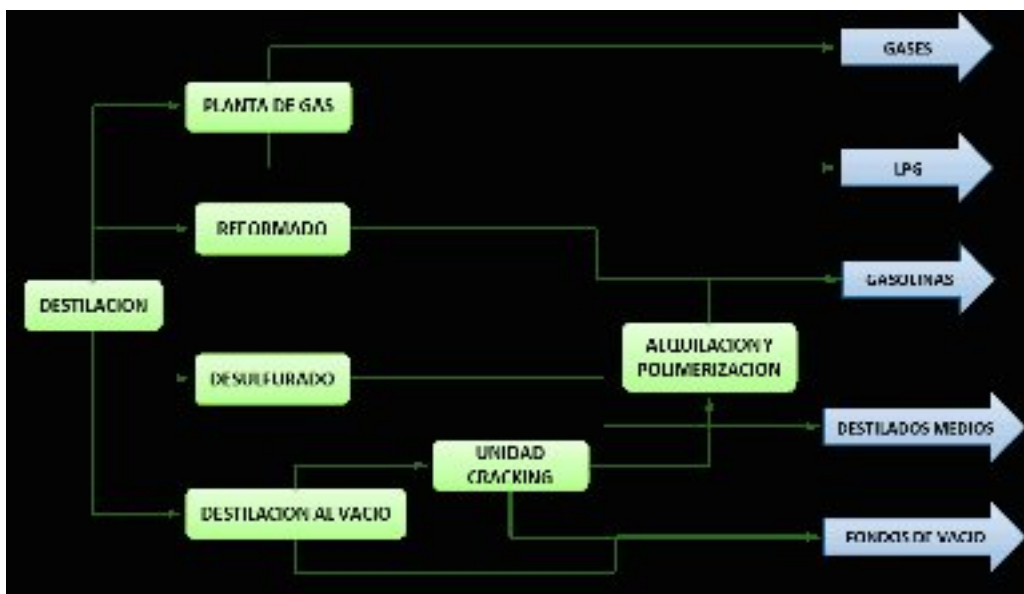 GASES
PLANTA DE GAS
LPG
REFORMADO
GASOLINAS
DESTILACION
ALQUILACION Y
POLIMERIZACION
DESULFURADO
DESTILADOS MEDIOS
UNIDAD
CRACKING
DESTILACION AL VACIO
FONDOS DE VACIO